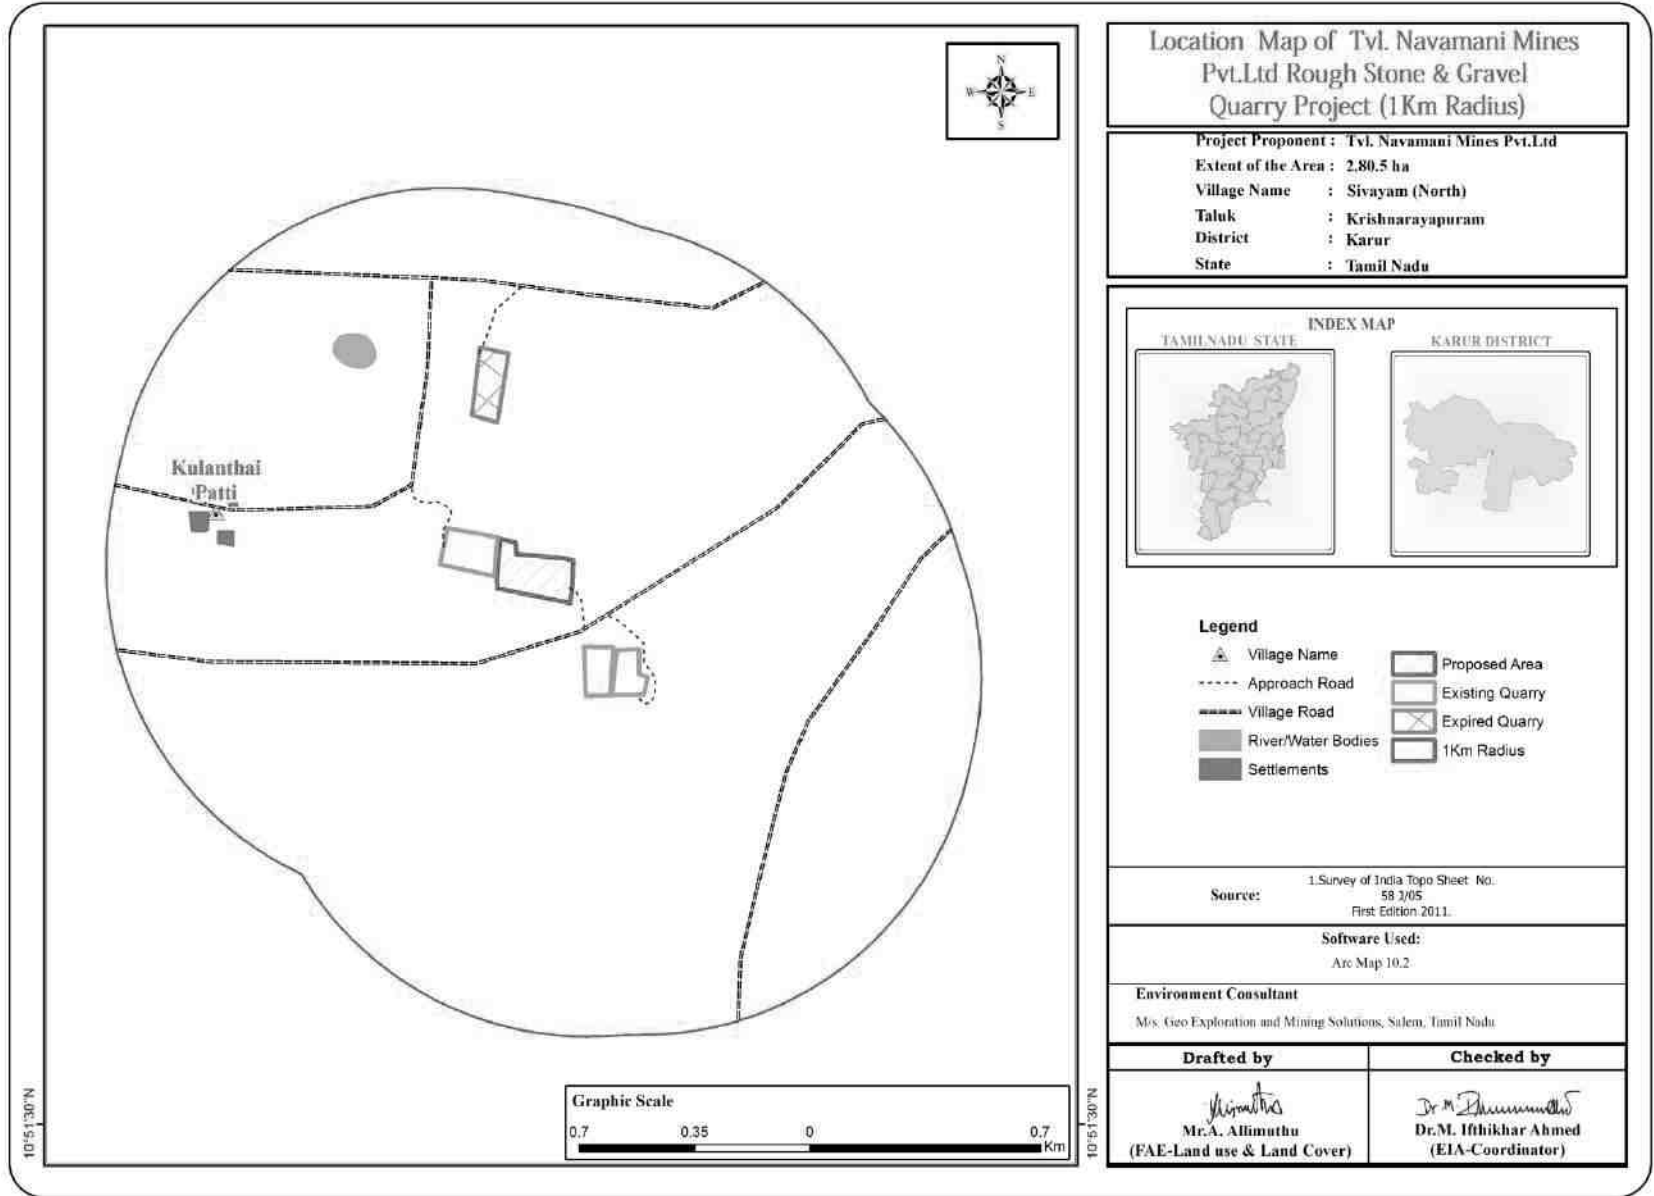 N
W
E
S
Kulanthai
Patti
10°51'30"N
Graphic Scale
0.7 0.35 0 0.7
Km
10°51'30"N
Location Map of Tvl. Navamani Mines
Pvt.Ltd Rough Stone & Gravel
Quarry Project (1Km Radius)
Project Proponent : Tvl. Navamani Mines Pvt.Ltd
Extent of the Area : 2.80.5 ha
Village Name : Sivayam (North)
Taluk : Krishnarayapuram
District : Karur
State : Tamil Nadu
INDEX MAP
TAMILNADU STATE
KARUR DISTRICT
Legend
Village Name
Approach Road
Village Road
River/Water Bodies
Settlements
Proposed Area
Existing Quarry
Expired Quarry
1Km Radius
Source:
1.Survey of India Topo Sheet No.
58 J/05
First Edition 2011.
Software Used:
Arc Map 10.2
Environment Consultant
M/s. Geo Exploration and Mining Solutions, Salem, Tamil Nadu
Drafted by
Mr.A. Allimuthu
(FAE-Land use & Land Cover)
Checked by
Dr.M. Ifthikhar Ahmed
(EIA-Coordinator)